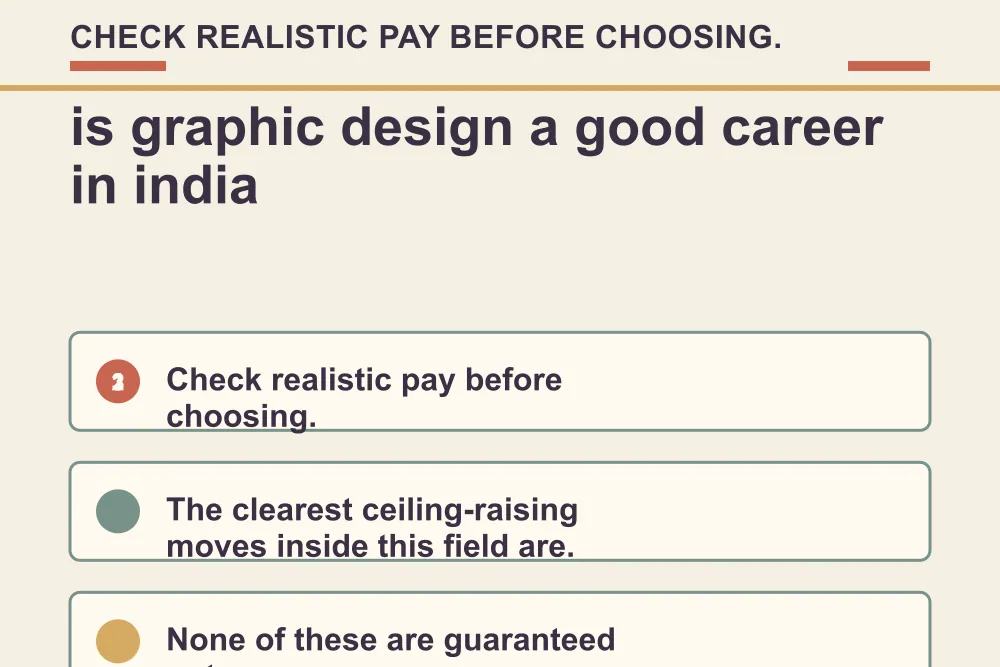 CHECK REALISTIC PAY BEFORE CHOOSING.
is graphic design a good career
in india
Check realistic pay before
choosing.
The clearest ceiling-raising
moves inside this field are.
None of these are guaranteed